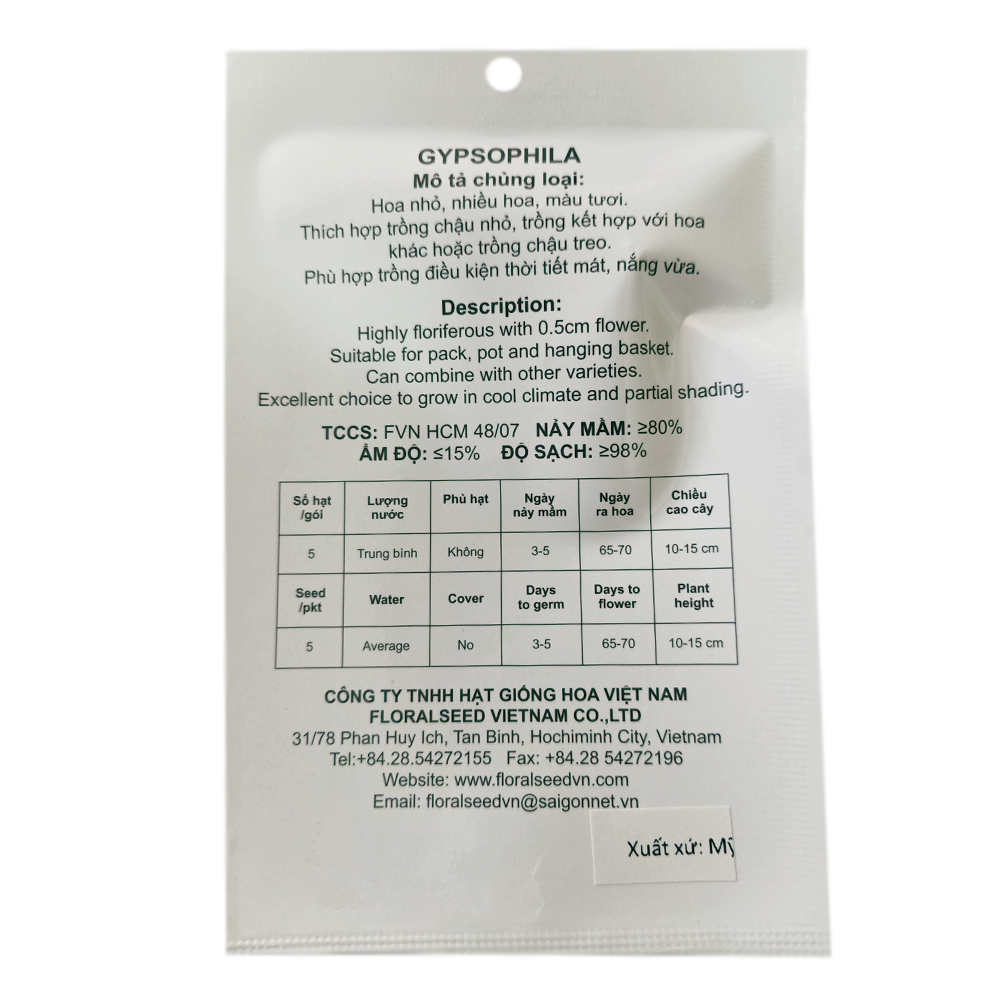 GYPSOPHILA
Mô tả chủng loại:
Hoa nhỏ, nhiều hoa, màu tươi.
Thích hợp trồng chậu nhỏ, trồng kết hợp với hoa
khác hoặc trồng chậu treo.
Phù hợp trồng điều kiện thời tiết mát, nắng vừa.
Description:
Highly floriferous with 0.5cm flower.
Suitable for pack, pot and hanging basket.
Can combine with other varieties.
Excellent choice to grow in cool climate and partial shading.
TCCS: FVN HCM 48/07 NẢY MẦM: ≥80%
ẨM ĐỘ: ≤15% ĐỘ SẠCH: ≥98%
Số hạt /gói Lượng nước Phủ hạt Ngày nảy mầm Ngày ra hoa Chiều cao cây
5 Trung bình Không 3-5 65-70 10-15 cm
Seed /pkt Water Cover Days to germ Days to flower Plant height
5 Average No 3-5 65-70 10-15 cm
CÔNG TY TNHH HẠT GIỐNG HOA VIỆT NAM
FLORALSEED VIETNAM CO.,LTD
31/78 Phan Huy Ich, Tan Binh, Hochiminh City, Vietnam
Tel:+84.28.54272155 Fax: +84.28 54272196
Website: www.floralseedvn.com
Email: floralseedvn@saigonnet.vn
Xuất xứ: Mỹ